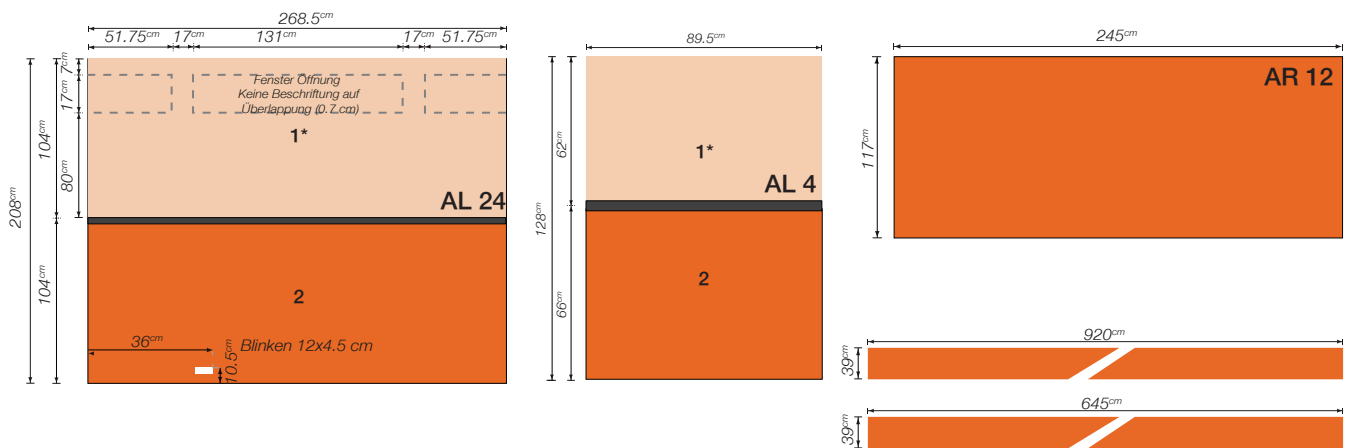 268.5cm
51.75cm 17cm 131cm 17cm 51.75cm
7cm
17cm
80cm
104cm
104cm
208cm
Fenster Öffnung
Keine Beschriftung auf
Überlappung (0.7 cm)
1*
AL 24
2
36cm
Blinken 12x4.5 cm
10.5cm
89.5cm
62cm
66cm
128cm
1*
AL 4
2
245cm
117cm
AR 12
920cm
39cm
645cm
39cm